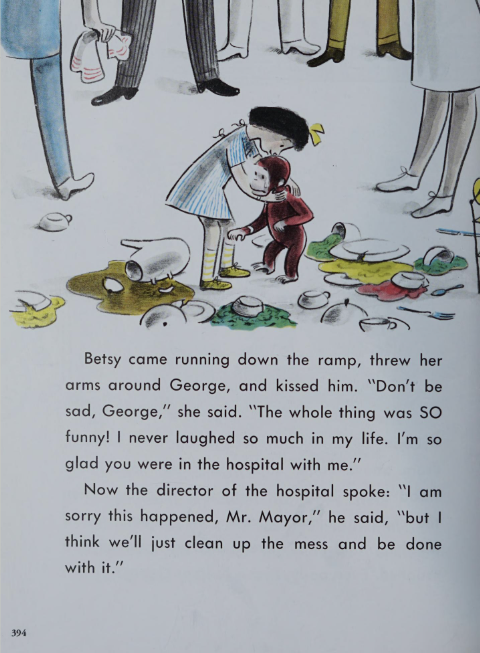 Betsy came running down the ramp, threw her
arms around George, and kissed him. "Don't be
sad, George," she said. "The whole thing was SO
funny! I never laughed so much in my life. I'm so
glad you were in the hospital with me."
Now the director of the hospital spoke: "I am
sorry this happened, Mr. Mayor," he said, "but I
think we'll just clean up the mess and be done
with it."
394